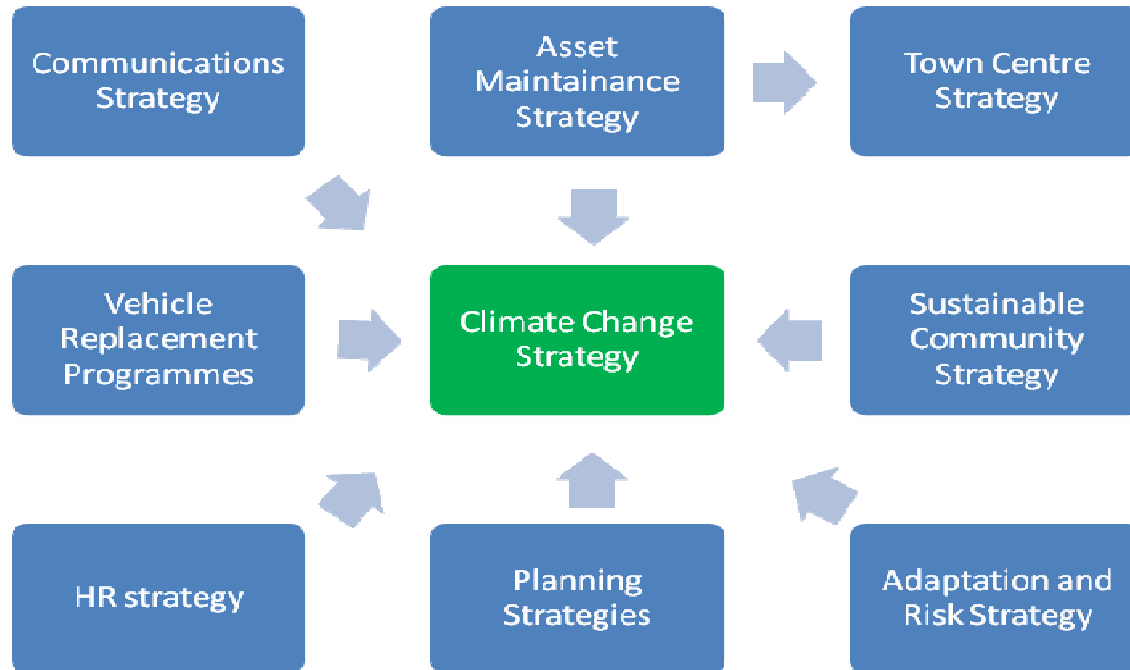 Communications
Strategy
Asset
Maintainance
Strategy
Town Centre
Strategy
Vehicle
Replacement
Programmes
Climate Change
Strategy
Sustainable
Community
Strategy
HR strategy
Planning
Strategies
Adaptation and
Risk Strategy